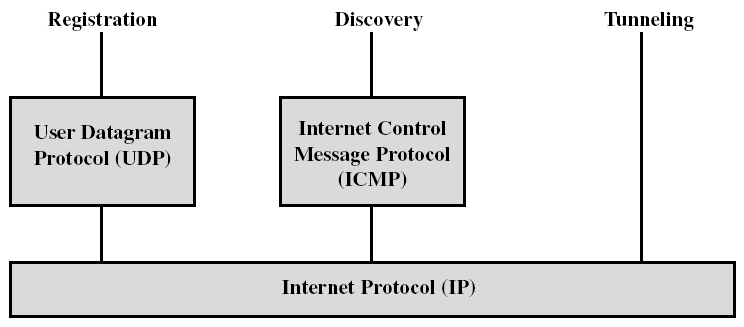 Registration
Discovery
Tunneling
User Datagram
Protocol (UDP)
Internet Control
Message Protocol
(ICMP)
Internet Protocol (IP)